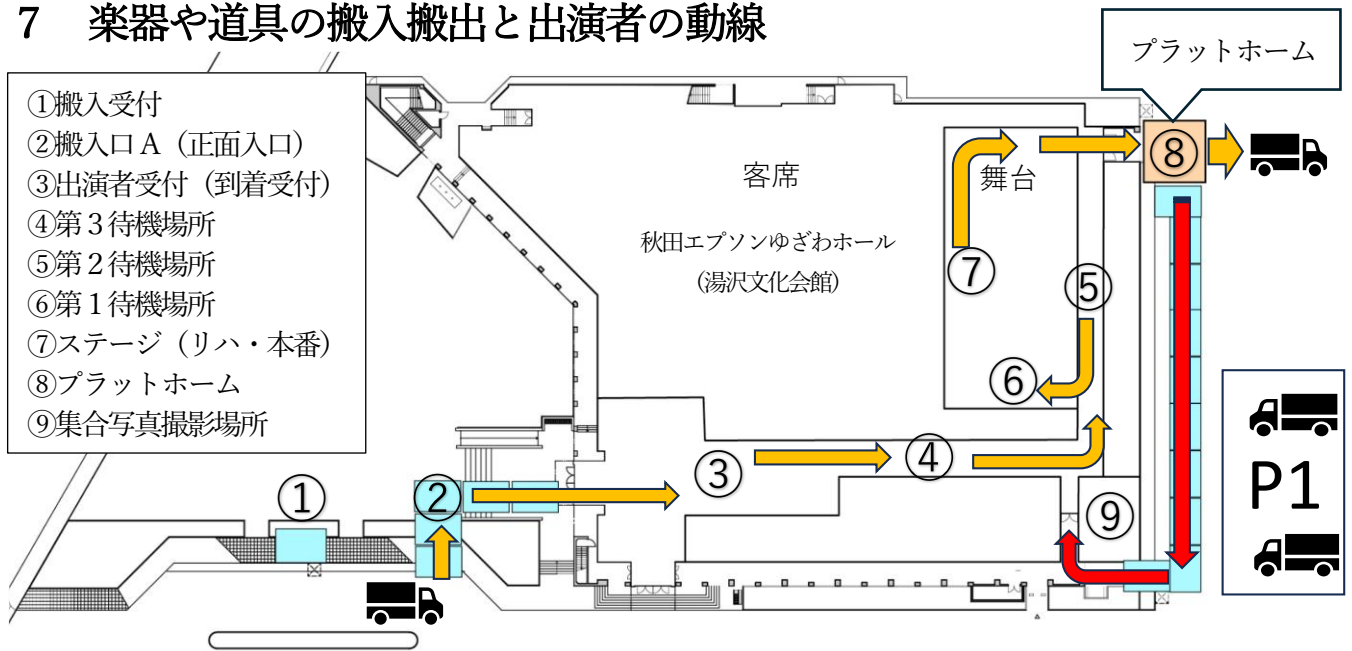 7　楽器や道具の搬入搬出と出演者の動線
プラットホーム
①搬入受付
②搬入口A（正面入口）
③出演者受付（到着受付）
④第３待機場所
⑤第２待機場所
⑥第１待機場所
⑦ステージ（リハ・本番）
⑧プラットホーム
⑨集合写真撮影場所
客席
舞台
秋田エプソンゆざわホール
(湯沢文化会館)
⑧
⑦
⑤
⑥
③
④
①
②
⑨
P1